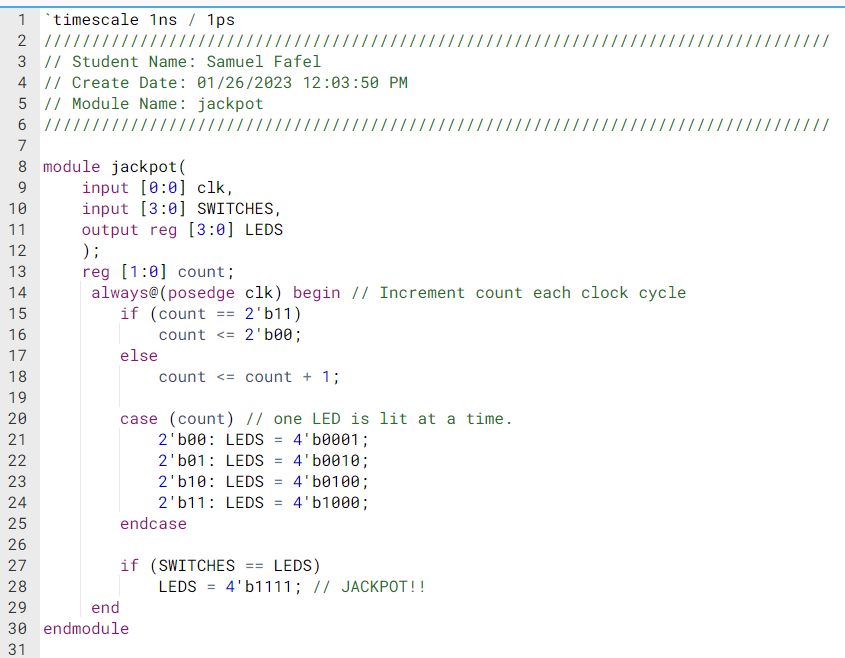 1 `timescale 1ns / 1ps
2 //////////////////////////////////////////////////////////////////////////////////
3 // Student Name: Samuel Fafel
4 // Create Date: 01/26/2023 12:03:50 PM
5 // Module Name: jackpot
6 //////////////////////////////////////////////////////////////////////////////////
7
8 module jackpot(
9     input [0:0] clk,
10     input [3:0] SWITCHES,
11     output reg [3:0] LEDS
12     );
13     reg [1:0] count;
14      always@(posedge clk) begin // Increment count each clock cycle
15         if (count == 2'b11)
16             count <= 2'b00;
17         else
18             count <= count + 1;
19
20         case (count) // one LED is lit at a time.
21             2'b00: LEDS = 4'b0001;
22             2'b01: LEDS = 4'b0010;
23             2'b10: LEDS = 4'b0100;
24             2'b11: LEDS = 4'b1000;
25         endcase
26
27         if (SWITCHES == LEDS)
28             LEDS = 4'b1111; // JACKPOT!!
29      end
30 endmodule
31